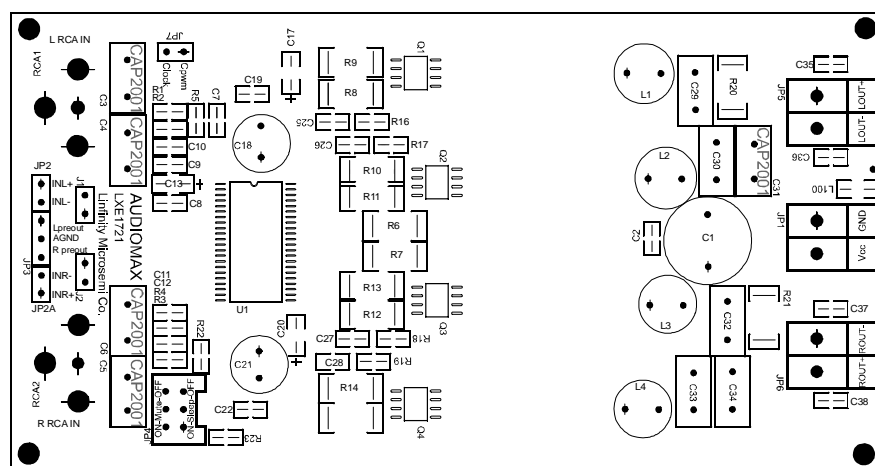 L RCA IN
RCA1
JP7
Clock
Cpwm
C17
CAP2001
C3
C4
CAP2001
R1
R2
R5
C7
C10
C9
C13
C8
C19
C18
R9
R8
C25
R16
C26
R17
R10
R11
R6
R7
R13
R12
C27
R18
C28
R19
R14
Q1
Q2
Q3
Q4
JP2
INL+
INL-
J1
Lpreout
AGND
R preout
JP3
INR-
INR+
J2
JP2A
AUDIOMAX
LXE1721
Linfinity Microsemi Co.
U1
C11
C12
R4
R3
R22
C20
C21
C22
R23
C6
C5
CAP2001
CAP2001
RCA2
R RCA IN
JP4
ON-Mute-OFF
ON-Sleep-OFF
L1
C29
R20
C35
JP5
LOUT+
LOUT-
L2
C30
CAP2001
C31
C36
L100
C2
C1
JP1
GND
Vcc
L3
C32
R21
C37
ROUT-
ROUT+
JP6
L4
C33
C34
C38